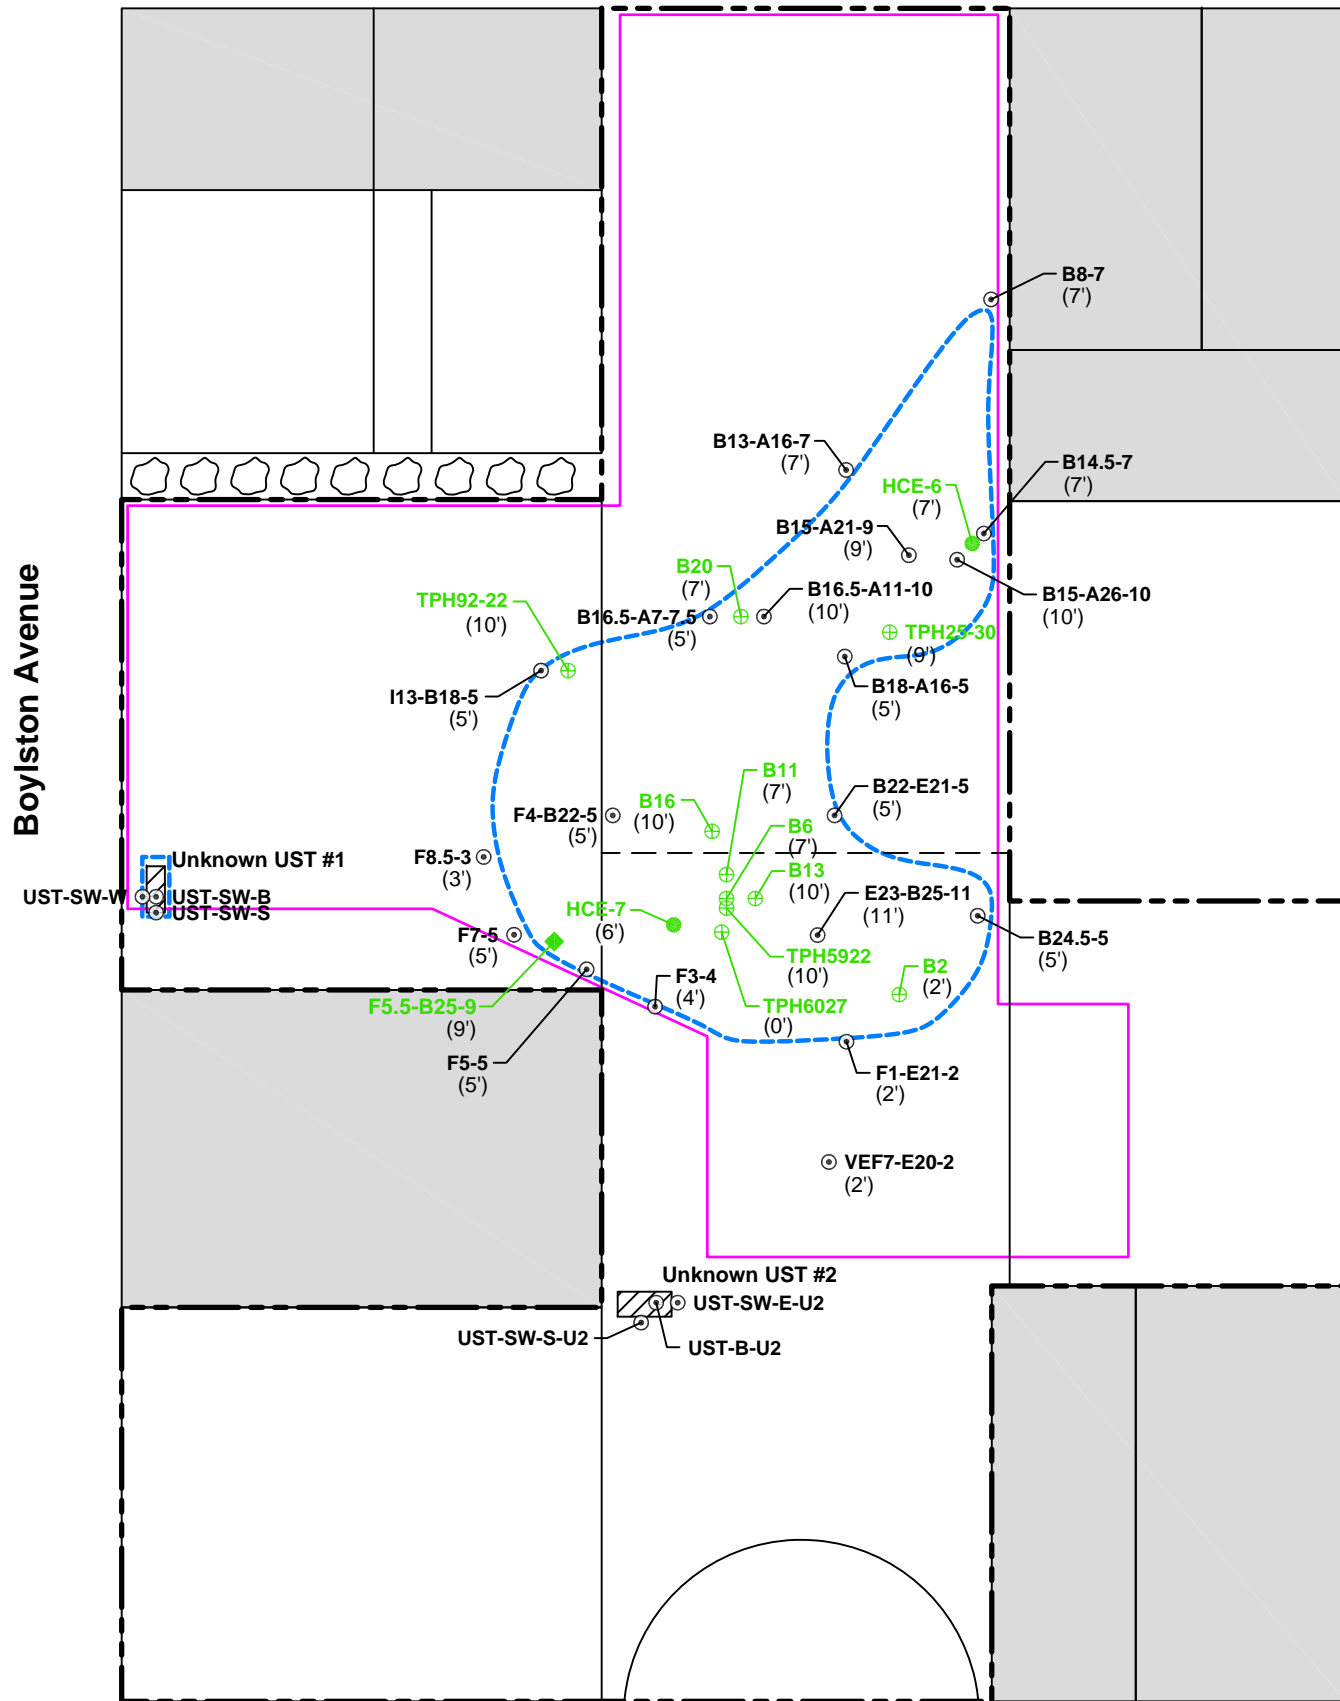 B8-7
(7')
B13-A16-7
(7')
B14.5-7
(7')
HCE-6
(7')
B15-A21-9
(9')
B20
(7')
B16.5-A11-10
(10')
B15-A26-10
(10')
TPH92-22
(10')
B16.5-A7-7.5
(5')
TPH25-30
(9')
I13-B18-5
(5')
B18-A16-5
(5')
Boylston Avenue
B11
(7')
B22-E21-5
(5')
B16
(10')
F4-B22-5
(5')
B6
(7')
Unknown UST #1
F8.5-3
(3')
B13
(10')
E23-B25-11
(11')
UST-SW-W
UST-SW-B
UST-SW-S
HCE-7
(6')
F7-5
(5')
B24.5-5
(5')
TPH5922
(10')
B2
(2')
F3-4
(4')
F5.5-B25-9
(9')
TPH6027
(0')
F5-5
(5')
F1-E21-2
(2')
VEF7-E20-2
(2')
Unknown UST #2
UST-SW-E-U2
UST-SW-S-U2
UST-B-U2